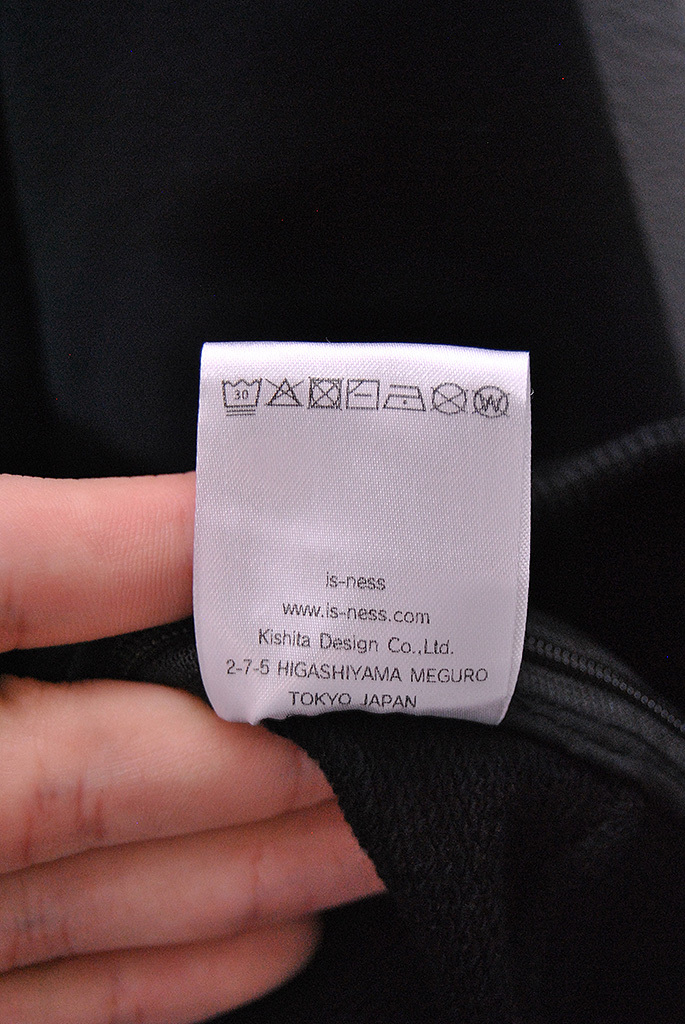 30
W
is-ness
www.is-ness.com
Kishita Design Co.,Ltd.
2-7-5 HIGASHIYAMA MEGURO
TOKYO JAPAN